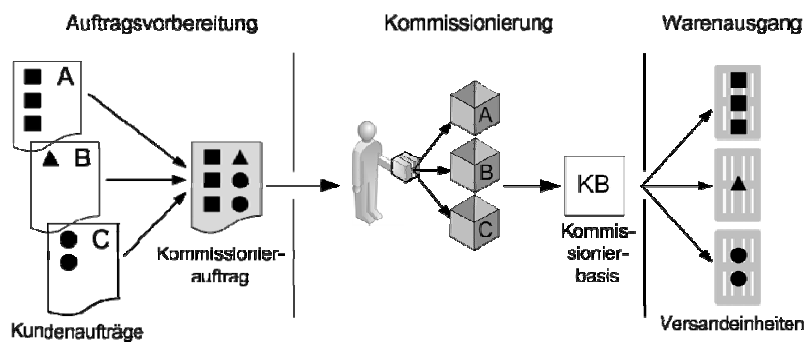 Auftragsvorbereitung
Kommissionierung
Warenausgang
A
B
C
Kundenaufträge
Kommissionier-
auftrag
A
B
C
KB
Kommis-
sionier-
basis
Versandeinheiten